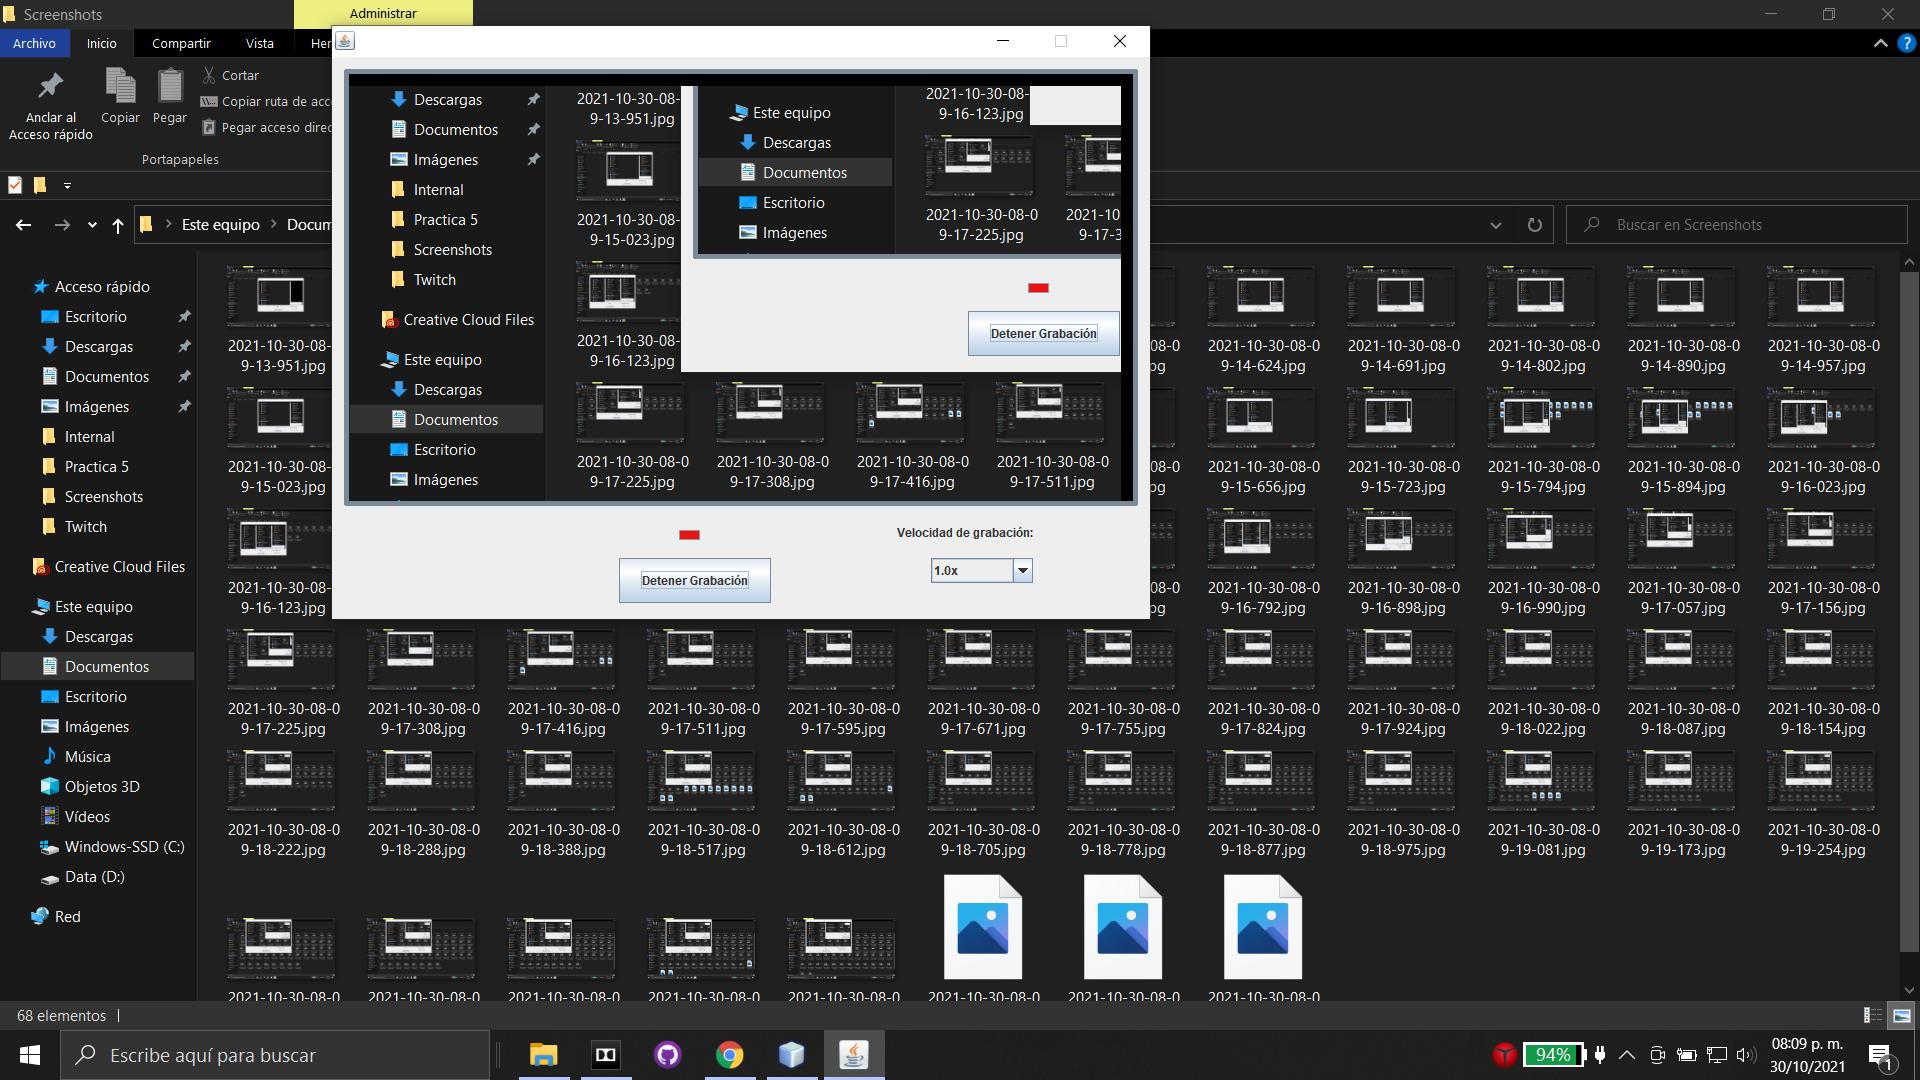 Screenshots
Administrar
Archivo
Inicio
Compartir
Vista
Anclar al
Acceso rápido
Copiar
Pegar
Cortar
Portapapeles
Este equipo
Buscar en Screenshots
Acceso rápido
Escritorio
Descargas
Documentos
Imágenes
Internal
Practica 5
Screenshots
Twitch
Creative Cloud Files
Este equipo
Descargas
Documentos
Escritorio
Imágenes
Música
Objetos 3D
Vídeos
Windows-SSD (C:)
Data (D:)
Red
Descargas
Documentos
Imágenes
Internal
Practica 5
Screenshots
Twitch
Creative Cloud Files
Este equipo
Descargas
Documentos
Escritorio
Imágenes
2021-10-30-08-
9-13-951.jpg
2021-10-30-08-
9-15-023.jpg
2021-10-30-08-
9-16-123.jpg
2021-10-30-08-0
9-17-225.jpg
2021-10-30-08-0
9-17-308.jpg
2021-10-30-08-0
9-17-416.jpg
2021-10-30-08-0
9-17-511.jpg
Este equipo
Descargas
Documentos
Escritorio
Imágenes
2021-10-30-08-
9-16-123.jpg
2021-10-30-08-0
9-17-225.jpg
Detener Grabación
Detener Grabación
Velocidad de grabación:
1.0x
2021-10-30-08-
9-13-951.jpg
2021-10-30-08-0
9-14-624.jpg
2021-10-30-08-0
9-14-691.jpg
2021-10-30-08-0
9-14-802.jpg
2021-10-30-08-0
9-14-890.jpg
2021-10-30-08-0
9-14-957.jpg
2021-10-30-08-
9-15-023.jpg
2021-10-30-08-0
9-15-656.jpg
2021-10-30-08-0
9-15-723.jpg
2021-10-30-08-0
9-15-794.jpg
2021-10-30-08-0
9-15-894.jpg
2021-10-30-08-0
9-16-023.jpg
2021-10-30-08-
9-16-123.jpg
2021-10-30-08-0
9-16-792.jpg
2021-10-30-08-0
9-16-898.jpg
2021-10-30-08-0
9-16-990.jpg
2021-10-30-08-0
9-17-057.jpg
2021-10-30-08-0
9-17-156.jpg
2021-10-30-08-0
9-17-225.jpg
2021-10-30-08-0
9-17-308.jpg
2021-10-30-08-0
9-17-416.jpg
2021-10-30-08-0
9-17-511.jpg
2021-10-30-08-0
9-17-595.jpg
2021-10-30-08-0
9-17-671.jpg
2021-10-30-08-0
9-17-755.jpg
2021-10-30-08-0
9-17-824.jpg
2021-10-30-08-0
9-17-924.jpg
2021-10-30-08-0
9-18-022.jpg
2021-10-30-08-0
9-18-087.jpg
2021-10-30-08-0
9-18-154.jpg
2021-10-30-08-0
9-18-222.jpg
2021-10-30-08-0
9-18-288.jpg
2021-10-30-08-0
9-18-388.jpg
2021-10-30-08-0
9-18-517.jpg
2021-10-30-08-0
9-18-612.jpg
2021-10-30-08-0
9-18-705.jpg
2021-10-30-08-0
9-18-778.jpg
2021-10-30-08-0
9-18-877.jpg
2021-10-30-08-0
9-18-975.jpg
2021-10-30-08-0
9-19-081.jpg
2021-10-30-08-0
9-19-173.jpg
2021-10-30-08-0
9-19-254.jpg
2021-10-30-08-0
2021-10-30-08-0
2021-10-30-08-0
2021-10-30-08-0
2021-10-30-08-0
2021-10-30-08-0
2021-10-30-08-0
2021-10-30-08-0
68 elementos
Escribe aquí para buscar
94%
08:09 p. m.
30/10/2021
1